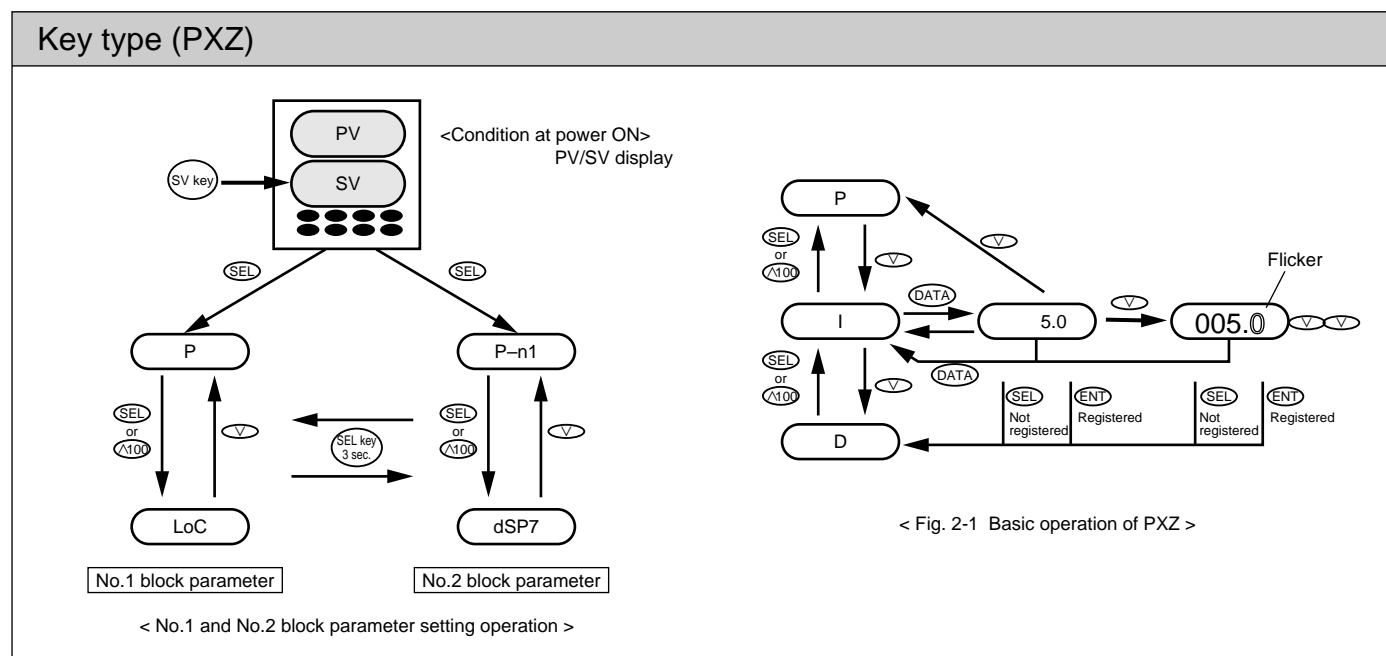 Key type (PXZ)
PV
<Condition at power ON>
PV/SV display
SV key
SV
SEL
SEL
P
P–n1
SEL
or
∧100
▽
SEL key
3 sec.
SEL
or
∧100
▽
LoC
dSP7
No.1 block parameter
No.2 block parameter
< No.1 and No.2 block parameter setting operation >
P
SEL
or
∧100
▽
▽
Flicker
I
DATA
5.0
▽
005.0
▽ ▽
SEL
or
∧100
▽
DATA
SEL
Not
registered
ENT
Registered
SEL
Not
registered
ENT
Registered
D
< Fig. 2-1 Basic operation of PXZ >